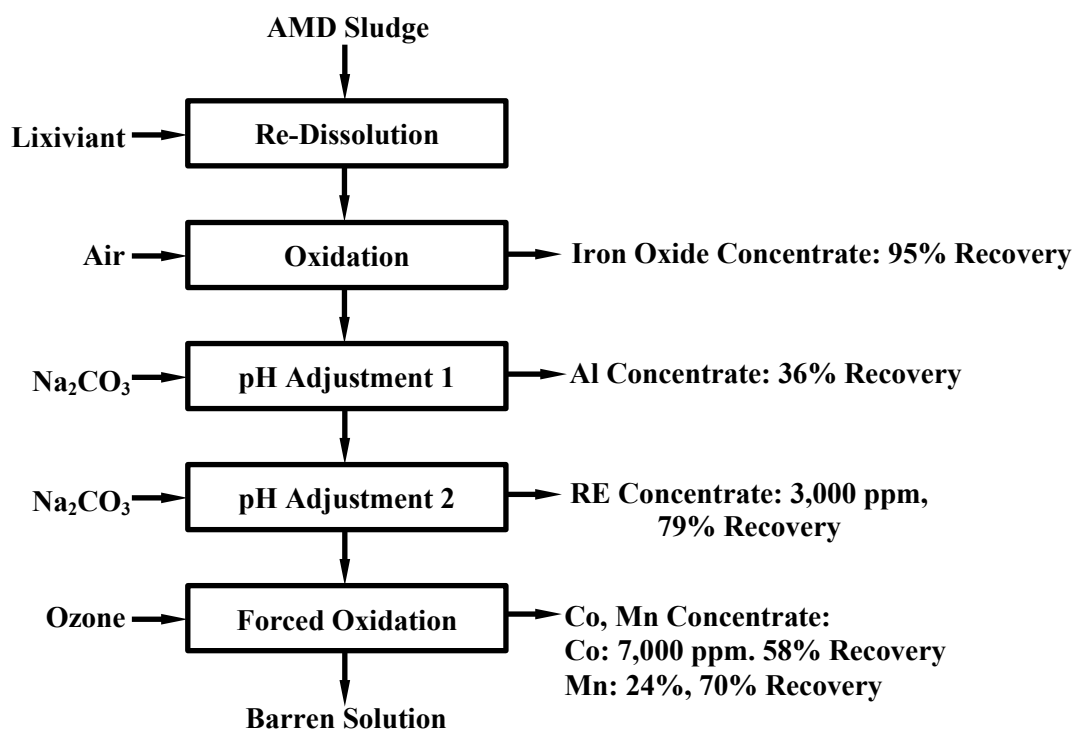 AMD Sludge
Lixiviant
Re-Dissolution
Air
Oxidation
Iron Oxide Concentrate: 95% Recovery
Na₂CO₃
pH Adjustment 1
Al Concentrate: 36% Recovery
Na₂CO₃
pH Adjustment 2
RE Concentrate: 3,000 ppm,
79% Recovery
Ozone
Forced Oxidation
Co, Mn Concentrate:
Co: 7,000 ppm. 58% Recovery
Mn: 24%, 70% Recovery
Barren Solution